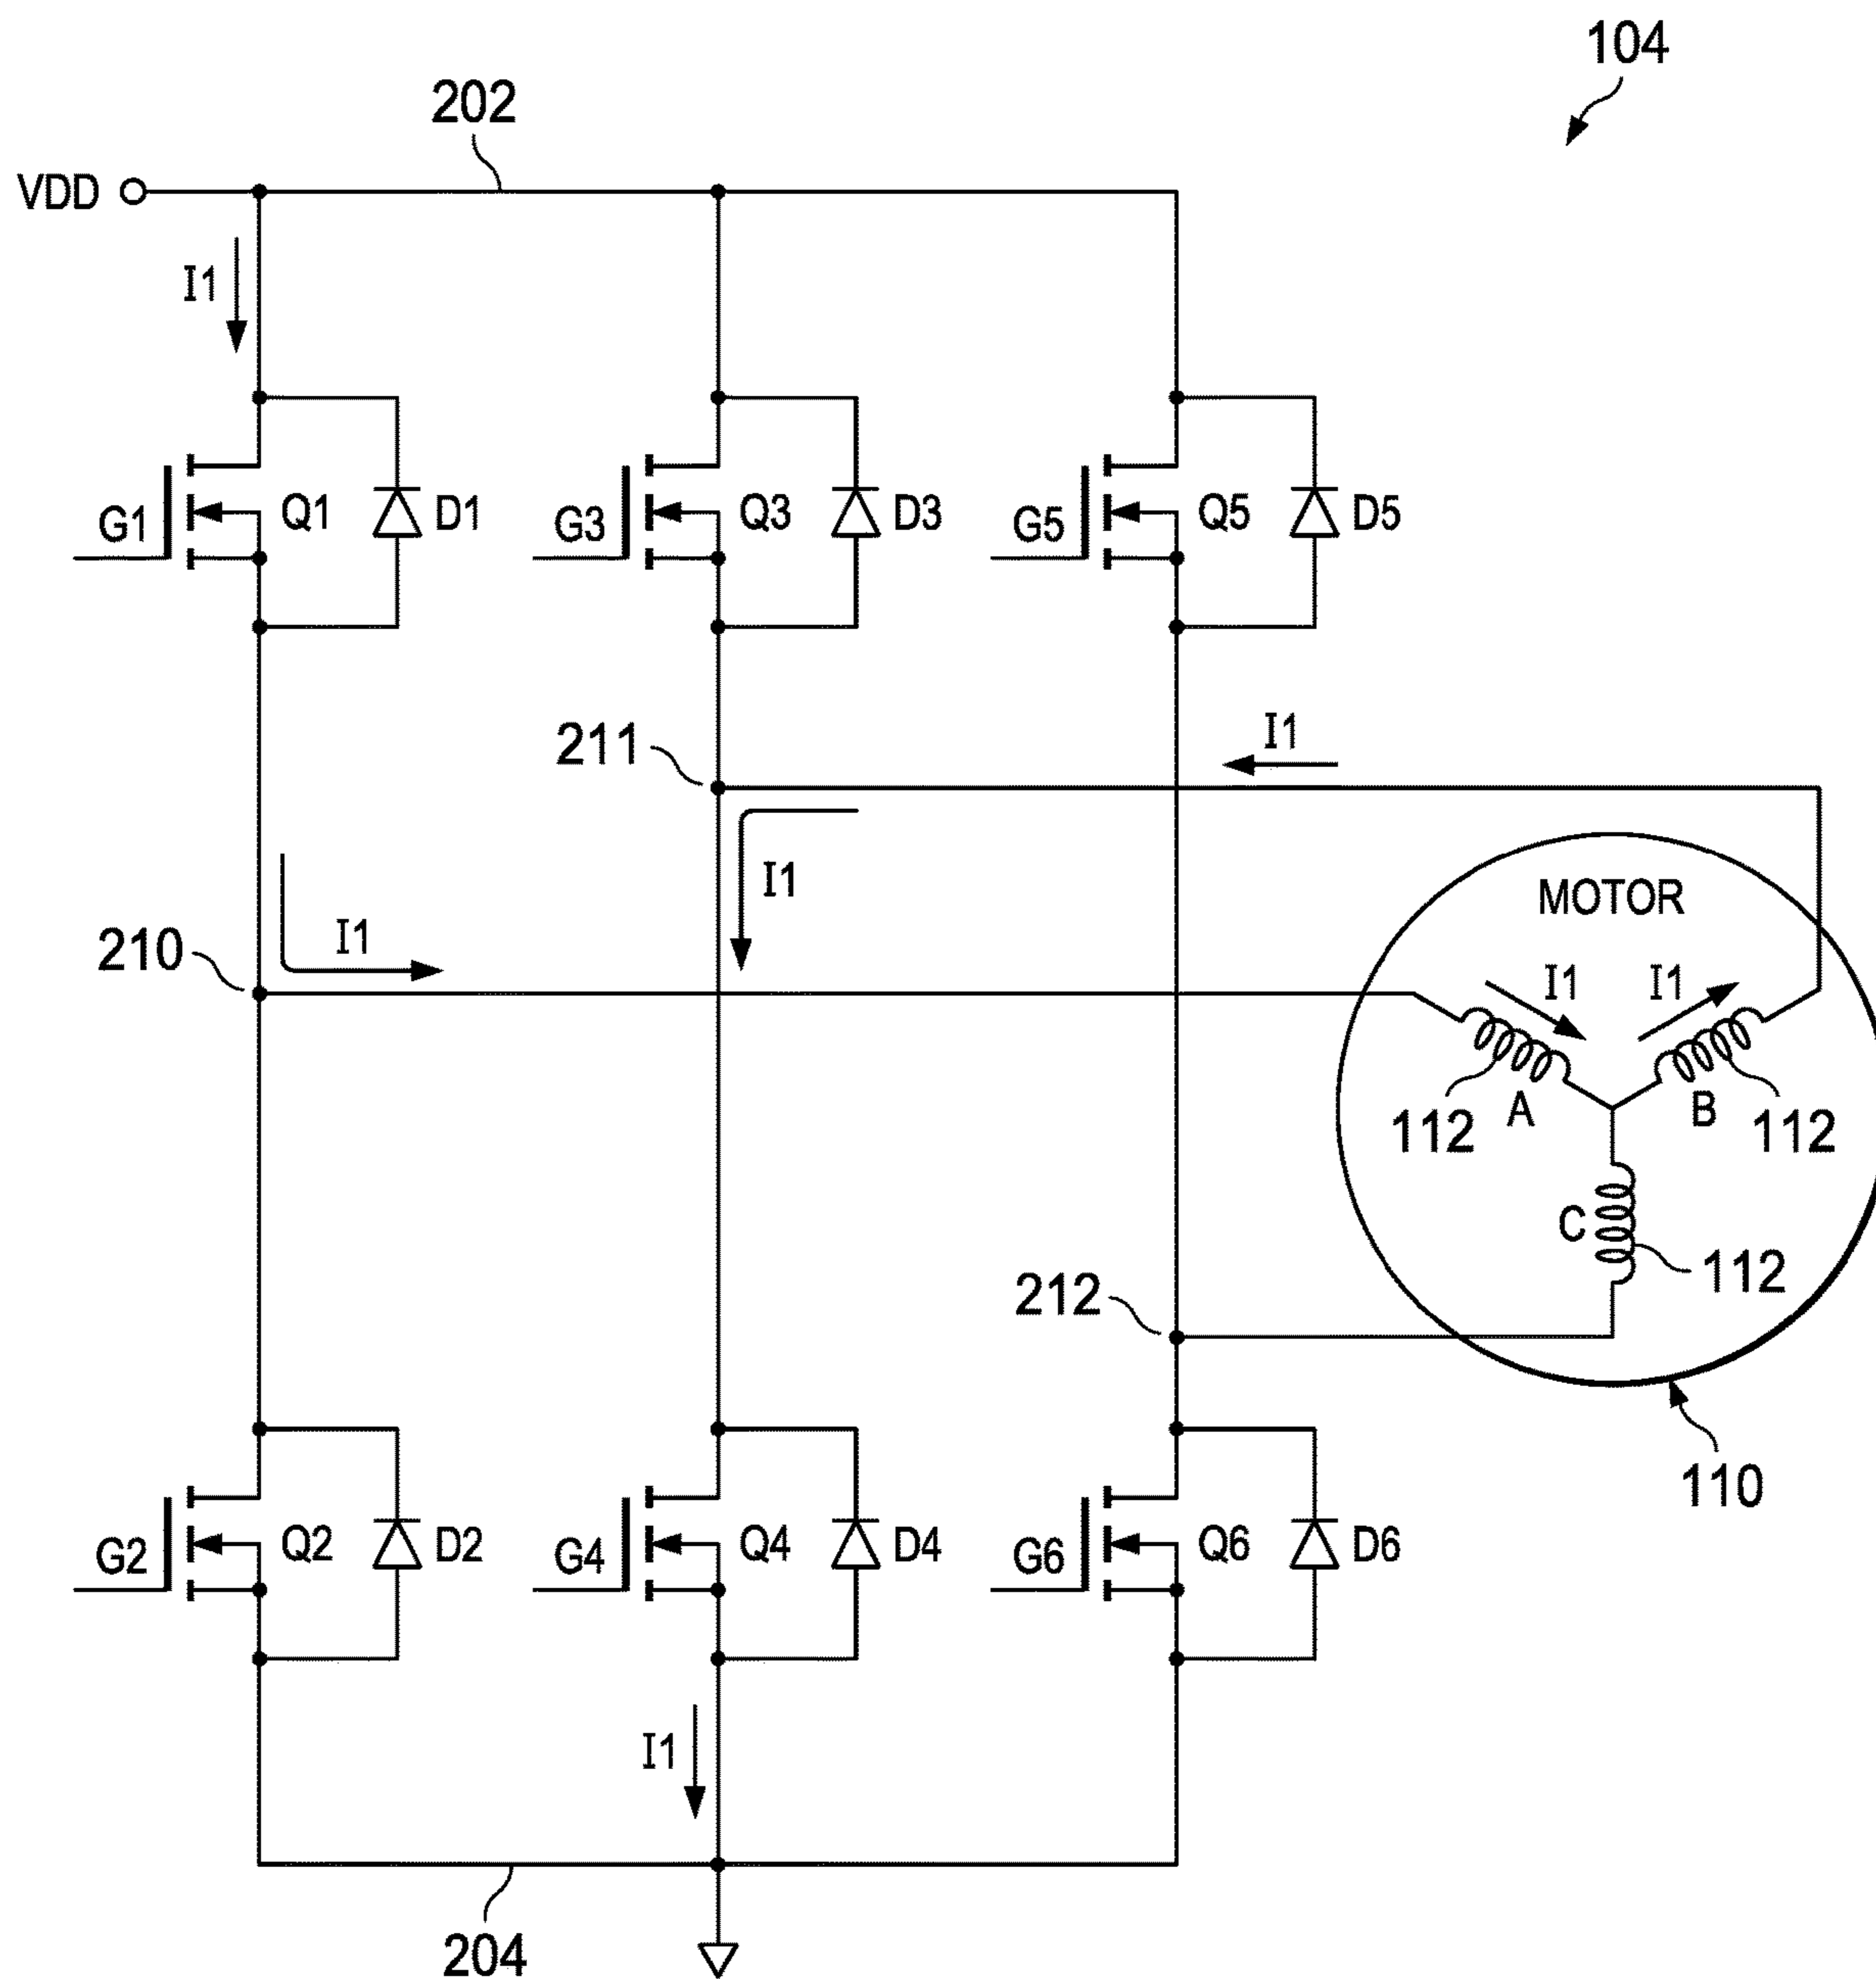 104
202
VDD
I1
G1 Q1 D1 G3 Q3 D3 G5 Q5 D5
211
I1
I1
MOTOR
210
I1
I1 I1
112 A B 112
C
112
212
110
G2 Q2 D2 G4 Q4 D4 G6 Q6 D6
I1
204